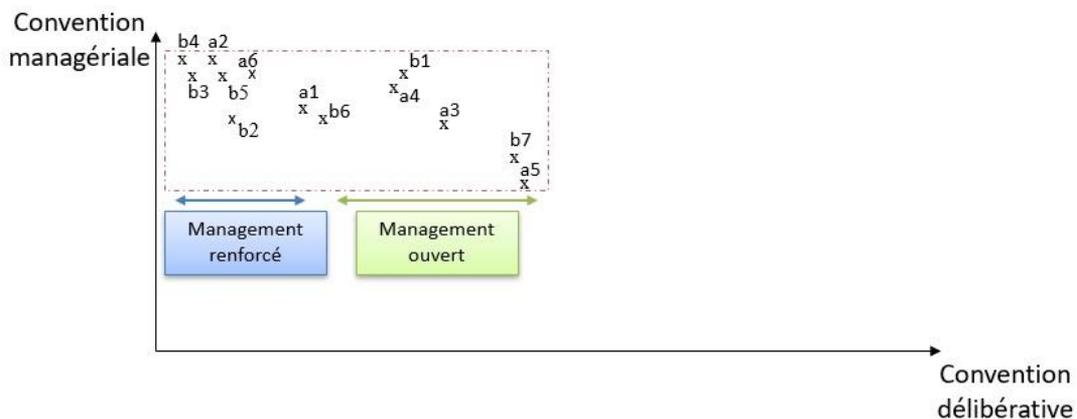 Convention
managériale
b4 a2
x x
a6
x x x
b3 b5
a1
x
b6
x
x
b2
b1
x
x
a4
a3
x
b7
x
a5
x
Management
renforcé
Management
ouvert
Convention
délibérative